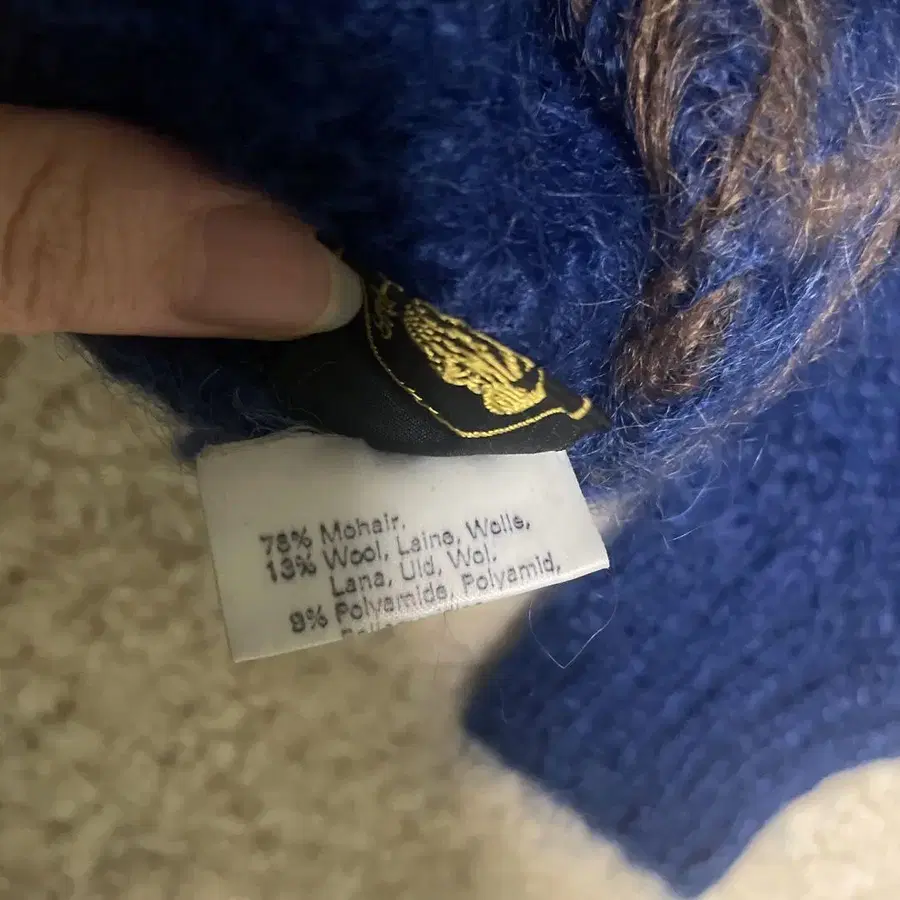 78% Mohair,
13% Wool, Laine, Wolle,
Lana, Uld, Wol.
9% Polyamide, Polyamid,